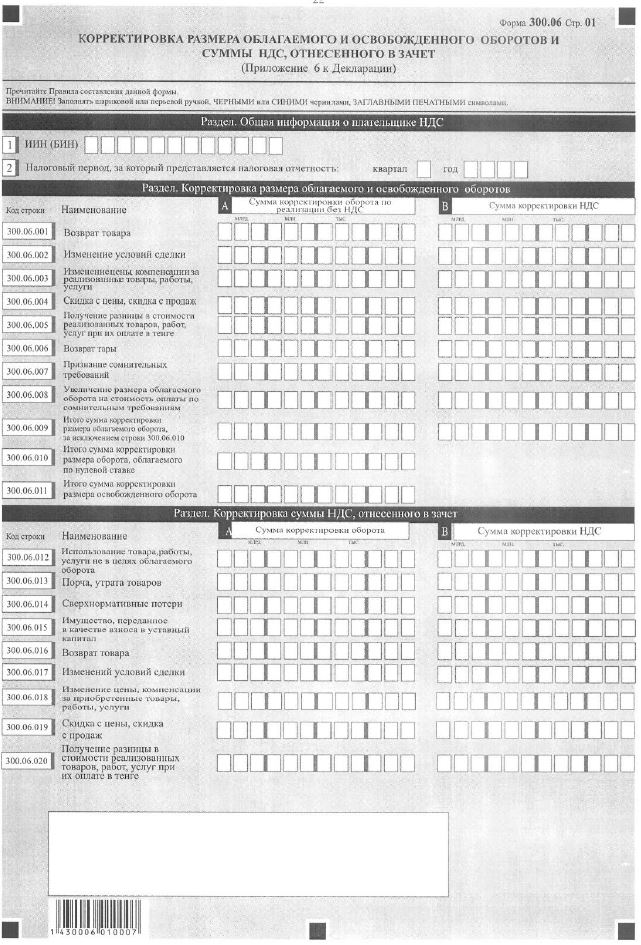 22
Форма 300.06 Стр. 01
КОРРЕКТИРОВКА РАЗМЕРА ОБЛАГАЕМОГО И ОСВОБОЖДЕННОГО ОБОРОТОВ И
СУММЫ НДС, ОТНЕСЕННОГО В ЗАЧЕТ
(Приложение 6 к Декларации)
Прочитайте Правила составления данной формы.
ВНИМАНИЕ! Заполнять шариковой или перьевой ручкой, ЧЕРНЫМИ или СИНИМИ чернилами, ЗАГЛАВНЫМИ ПЕЧАТНЫМИ символами.
Раздел. Общая информация о плательщике НДС
1 ИИН (БИН)
2 Налоговый период, за который представляется налоговая отчетность: квартал год
Раздел. Корректировка размера облагаемого и освобожденного оборотов
Код строки Наименование A Сумма корректировки оборота по
реализации без НДС B Сумма корректировки НДС
млрд. млн. тыс. млрд. млн. тыс.
300.06.001 Возврат товара
300.06.002 Изменение условий сделки
300.06.003 Изменениецены, компенсации за
реализованные товары, работы,
услуги
300.06.004 Скидка с цены, скидка с продаж
300.06.005 Получение разницы в стоимости
реализованных товаров, работ,
услуг при их оплате в тенге
300.06.006 Возврат тары
300.06.007 Признание сомнительных
требований
300.06.008 Увеличение размера облагаемого
оборота на стоимость оплаты по
сомнительным требованиям
300.06.009 Итого сумма корректировки
размера облагаемого оборота,
за исключением строки 300.06.010
300.06.010 Итого сумма корректировки
размера оборота, облагаемого
по нулевой ставке
300.06.011 Итого сумма корректировки
размера освобожденного оборота
Раздел. Корректировка суммы НДС, отнесенного в зачет
Код строки Наименование A Сумма корректировки оборота B Сумма корректировки НДС
млрд. млн. тыс. млрд. млн. тыс.
300.06.012 Использование товара,работы,
услуги не в целях облагаемого
оборота
300.06.013 Порча, утрата товаров
300.06.014 Сверхнормативные потери
300.06.015 Имущество, переданное
в качестве взноса в уставный
капитал
300.06.016 Возврат товара
300.06.017 Изменений условий сделки
300.06.018 Изменение цены, компенсации
за приобретенные товары,
работы, услуги
300.06.019 Скидка с цены, скидка
с продаж
300.06.020 Получение разницы в
стоимости реализованных
товаров, работ, услуг при
их оплате в тенге
1 430006 010007